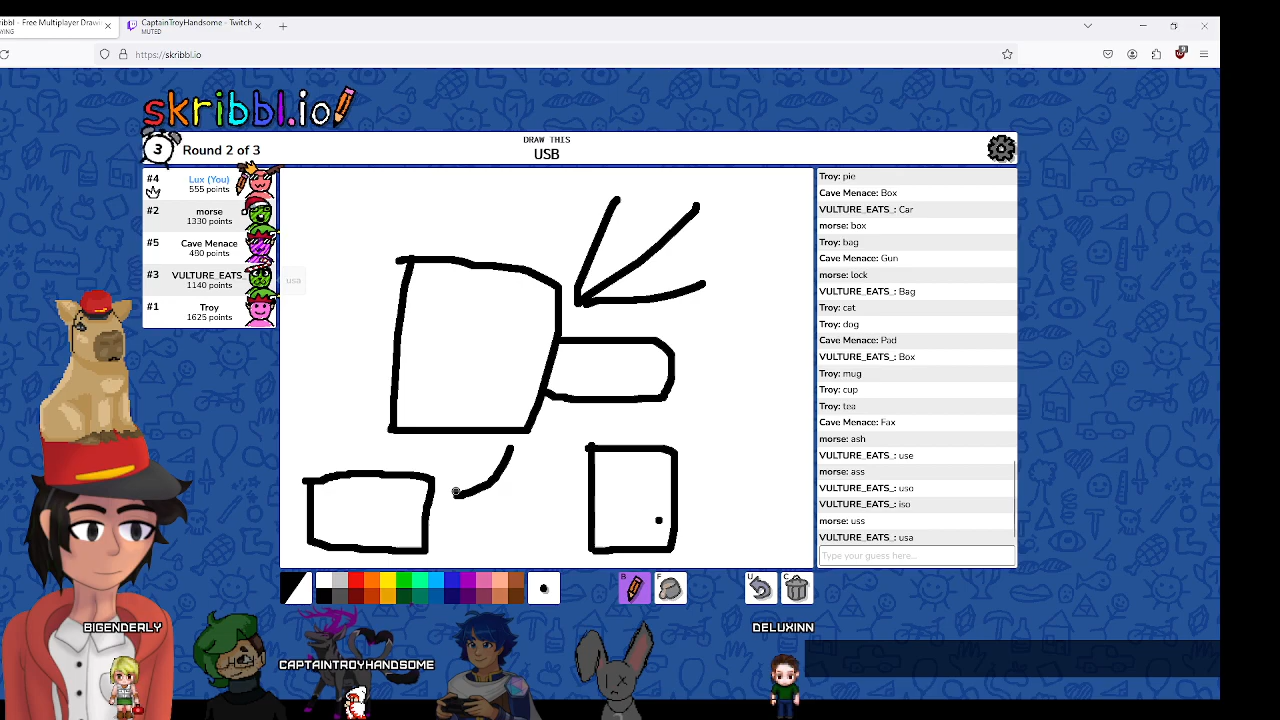 ribbl - Free Multiplayer Drawi
YING
CaptainTroyHandsome - Twitch
MUTED
https://skribbl.io
skribbl.io
3
Round 2 of 3
DRAW THIS
USB
#4
Lux (You)
555 points
#2
morse
1330 points
#5
Cave Menace
480 points
#3
VULTURE_EATS
1140 points
#1
Troy
1625 points
usa
Troy: pie
Cave Menace: Box
VULTURE_EATS_: Car
morse: box
Troy: bag
Cave Menace: Gun
morse: lock
VULTURE_EATS_: Bag
Troy: cat
Troy: dog
Cave Menace: Pad
VULTURE_EATS_: Box
Troy: mug
Troy: cup
Troy: tea
Cave Menace: Fax
morse: ash
VULTURE_EATS_: use
morse: ass
VULTURE_EATS_: uso
VULTURE_EATS_: iso
morse: uss
VULTURE_EATS_: usa
Type your guess here...
B
F
U
C
BIGENDERLY
CAPTAINTROYHANDSOME
DELUXINN